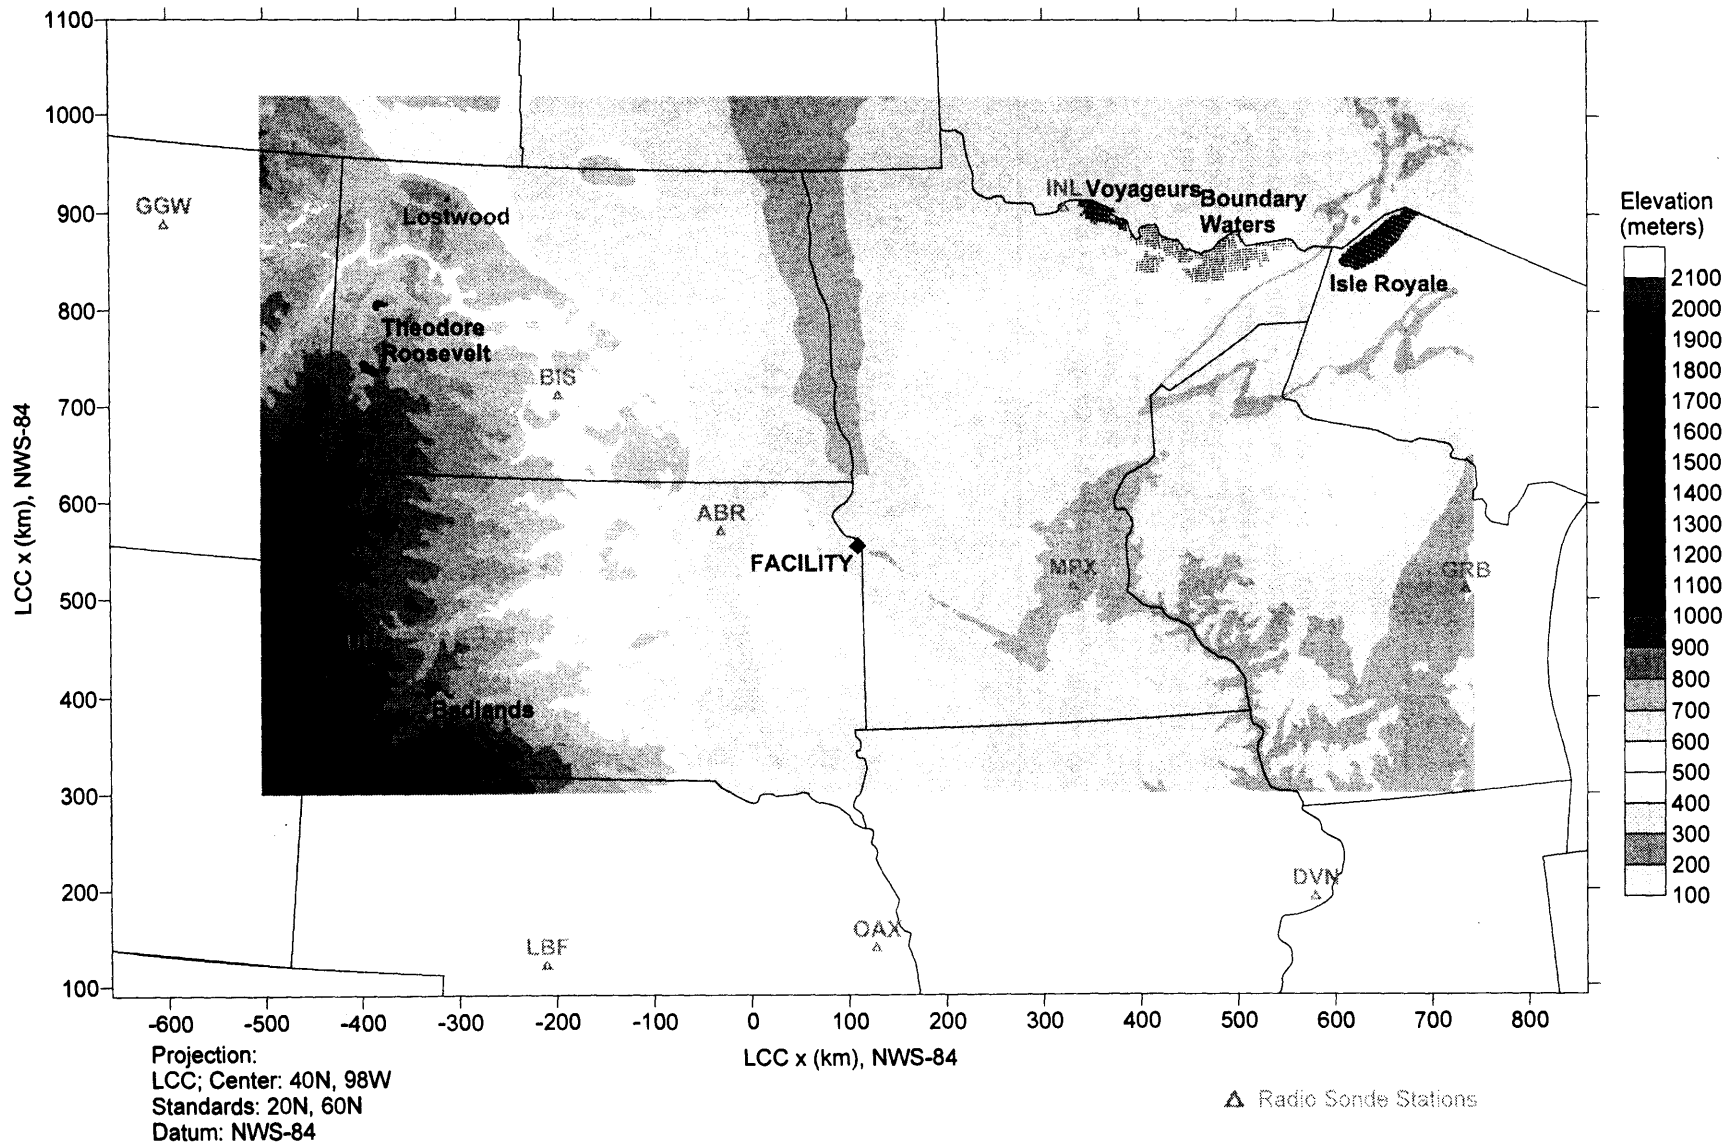 1100
1000
900
800
700
600
500
400
300
200
100
LCC x (km), NWS-84
GGW
Lostwood
Theodore
Roosevelt
BIS
ABR
FACILITY
Badlands
INL
Voyageurs
Boundary
Waters
Isle Royale
MPX
GRB
DVN
OAX
LBF
Elevation
(meters)
2100
2000
1900
1800
1700
1600
1500
1400
1300
1200
1100
1000
900
800
700
600
500
400
300
200
100
-600 -500 -400 -300 -200 -100 0 100 200 300 400 500 600 700 800
LCC x (km), NWS-84
Projection:
LCC; Center: 40N, 98W
Standards: 20N, 60N
Datum: NWS-84
Radio Sonde Stations